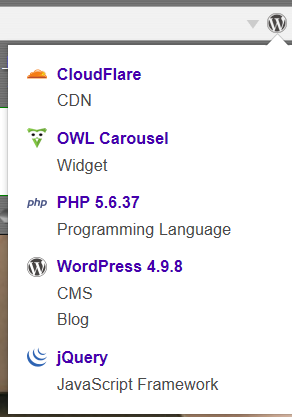 CloudFlare
CDN
OWL Carousel
Widget
php PHP 5.6.37
Programming Language
WordPress 4.9.8
CMS
Blog
jQuery
JavaScript Framework